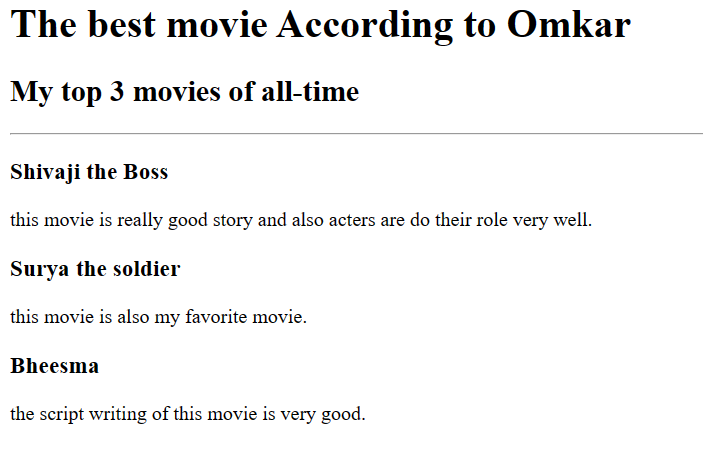 The best movie According to Omkar
My top 3 movies of all-time
Shivaji the Boss
this movie is really good story and also acters are do their role very well.
Surya the soldier
this movie is also my favorite movie.
Bheesma
the script writing of this movie is very good.